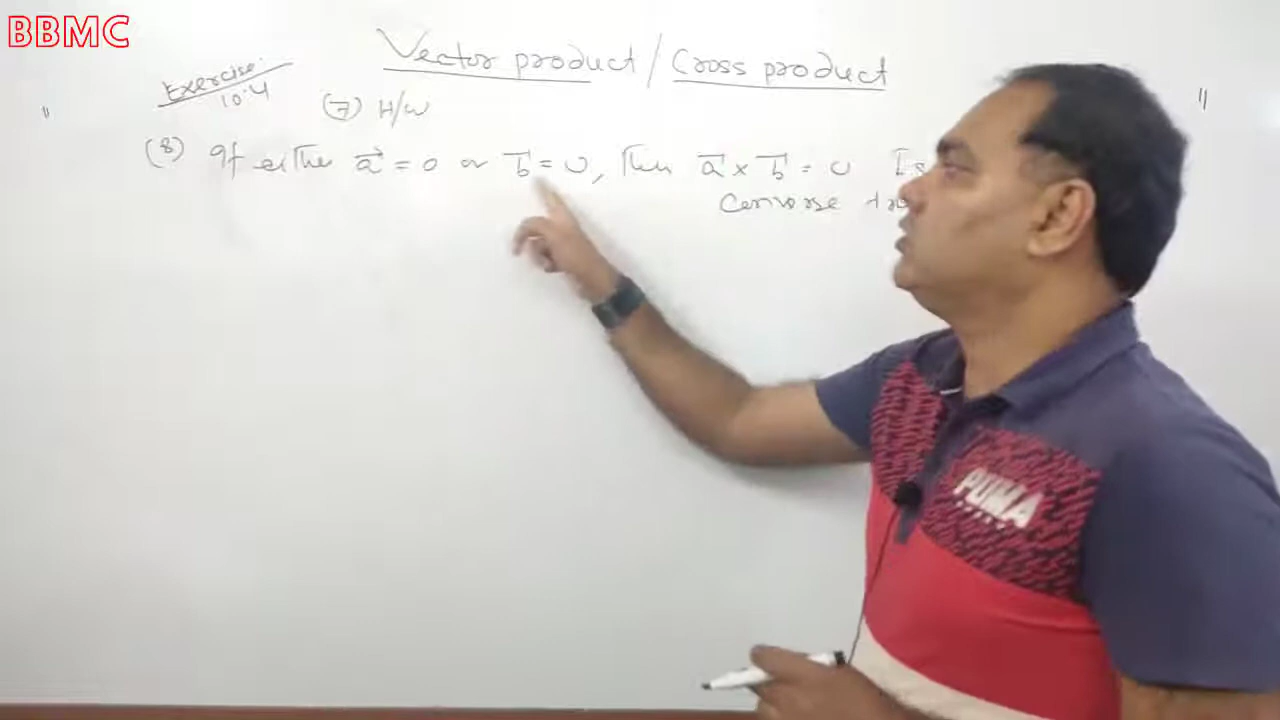 BBMC
Vector product / Cross product
Exercise:
10.4
(7) H/W
"
"
(8) If either a⃗ = 0 or b⃗ = 0, then a⃗ × b⃗ = 0 Is
Converse
PUMA